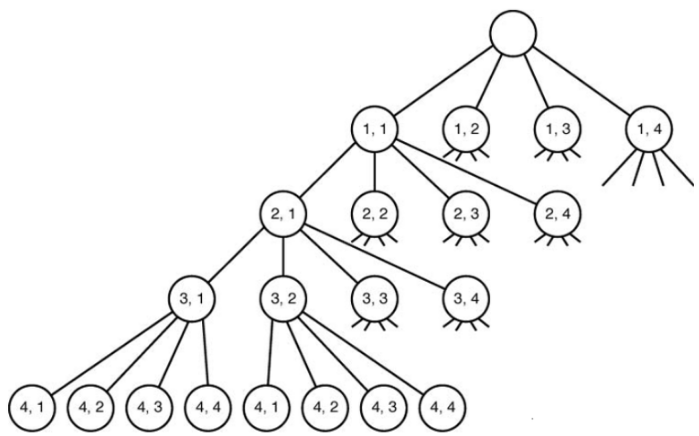 1, 1 1, 2 1, 3 1, 4
2, 1 2, 2 2, 3 2, 4
3, 1 3, 2 3, 3 3, 4
4, 1 4, 2 4, 3 4, 4 4, 1 4, 2 4, 3 4, 4